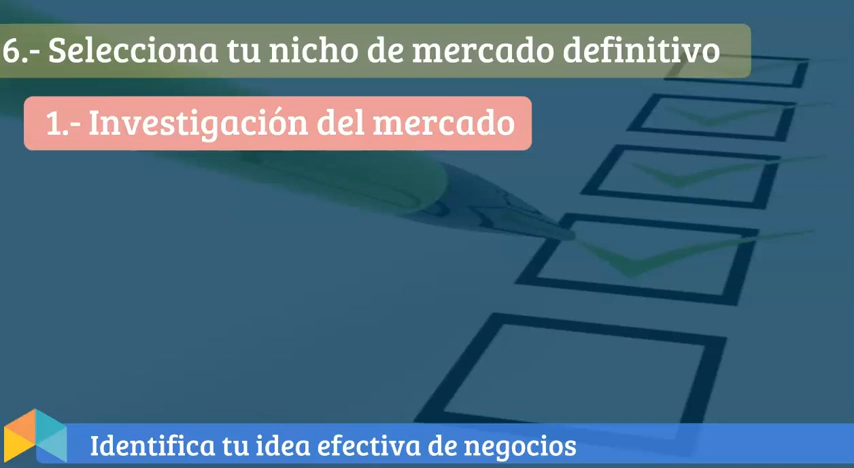 6.- Selecciona tu nicho de mercado definitivo
1.- Investigación del mercado
Identifica tu idea efectiva de negocios